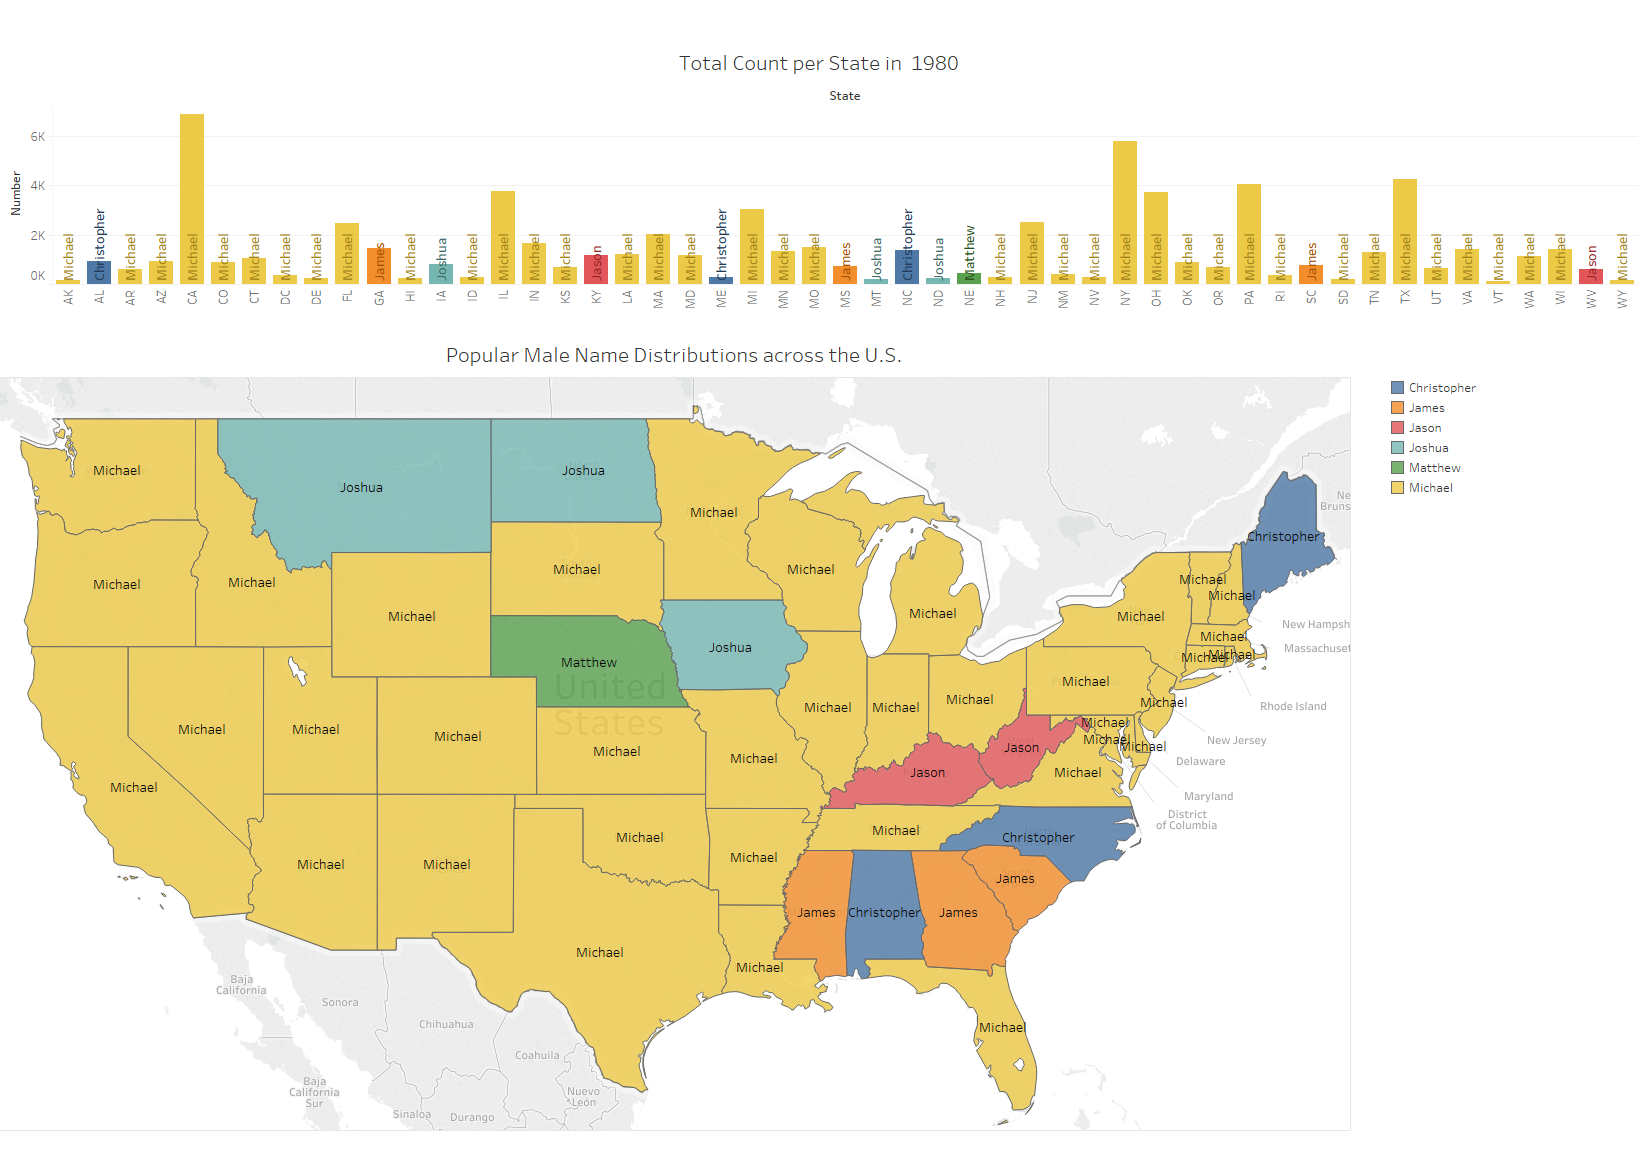 Total Count per State in 1980
State
Number
6K
4K
2K
0K
Michael Christopher Michael Michael Michael Michael Michael Michael Michael Michael James Michael Joshua Michael Michael Michael Michael Jason Michael Michael Michael Christopher Michael Michael Michael James Joshua Christopher Joshua Matthew Michael Michael Michael Michael Michael Michael Michael Michael Michael Michael James Michael Michael Michael Michael Michael Michael Michael Michael Jason Michael
AK AL AR AZ CA CO CT DC DE FL GA HI IA ID IL IN KS KY LA MA MD ME MI MN MO MS MT NC ND NE NH NJ NM NV NY OH OK OR PA RI SC SD TN TX UT VA VT WA WI WV WY
Popular Male Name Distributions across the U.S.
Christopher
James
Jason
Joshua
Matthew
Michael
Michael
Joshua
Joshua
Michael
Christopher
Ne
Bruns
Michael
Michael
Michael
Michael
Michael
Michael
Michael
Michael
Michael
Michael
New Hampsh
Michael
Massachuset
Joshua
Michael
Michael
Matthew
United
States
Michael
Michael
Michael
Michael
Michael
Rhode Island
Michael
Michael
Michael
Michael
Michael
Michael
New Jersey
Michael
Michael
Jason
Michael
Delaware
Michael
Michael
Jason
Michael
Maryland
District
of Columbia
Michael
Michael
Christopher
Michael
Michael
Michael
Michael
James
James
Christopher
James
Michael
Michael
Michael
Baja
California
Sonora
Chihuahua
Coahuila
Baja
California
Sur
Nuevo
León
Sinaloa
Durango